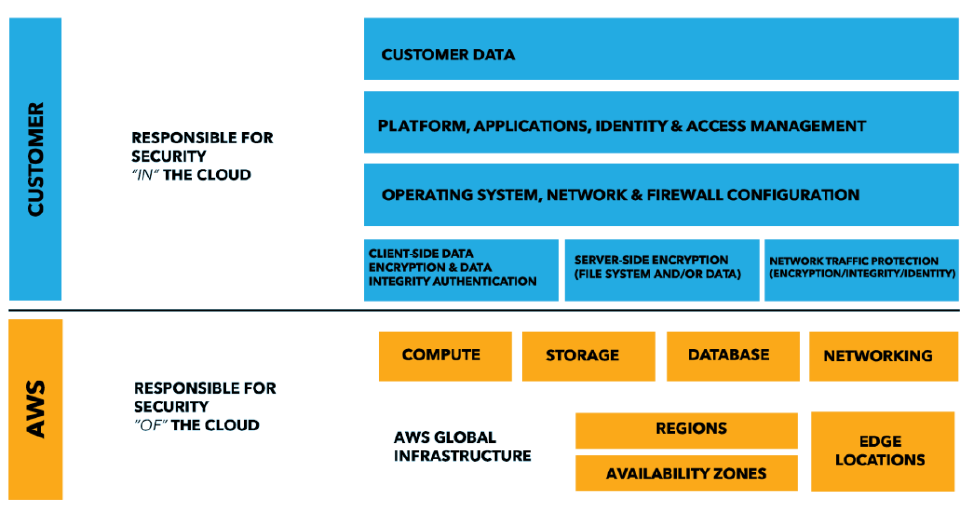 CUSTOMER
RESPONSIBLE FOR
SECURITY
"IN" THE CLOUD
CUSTOMER DATA
PLATFORM, APPLICATIONS, IDENTITY & ACCESS MANAGEMENT
OPERATING SYSTEM, NETWORK & FIREWALL CONFIGURATION
CLIENT-SIDE DATA
ENCRYPTION & DATA
INTEGRITY AUTHENTICATION
SERVER-SIDE ENCRYPTION
(FILE SYSTEM AND/OR DATA)
NETWORK TRAFFIC PROTECTION
(ENCRYPTION/INTEGRITY/IDENTITY)
AWS
RESPONSIBLE FOR
SECURITY
"OF" THE CLOUD
COMPUTE
STORAGE
DATABASE
NETWORKING
AWS GLOBAL
INFRASTRUCTURE
REGIONS
AVAILABILITY ZONES
EDGE
LOCATIONS